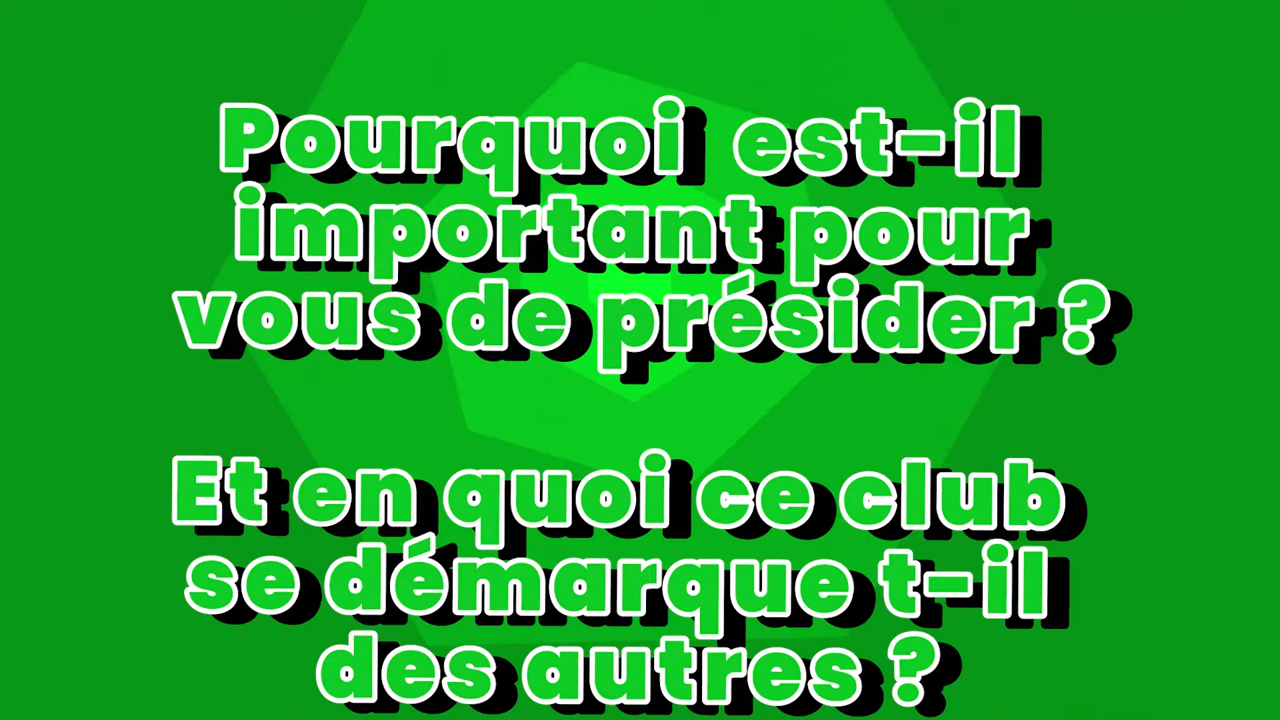 Pourquoi est-il
important pour
vous de présider ?
Et en quoi ce club
se démarque t-il
des autres ?